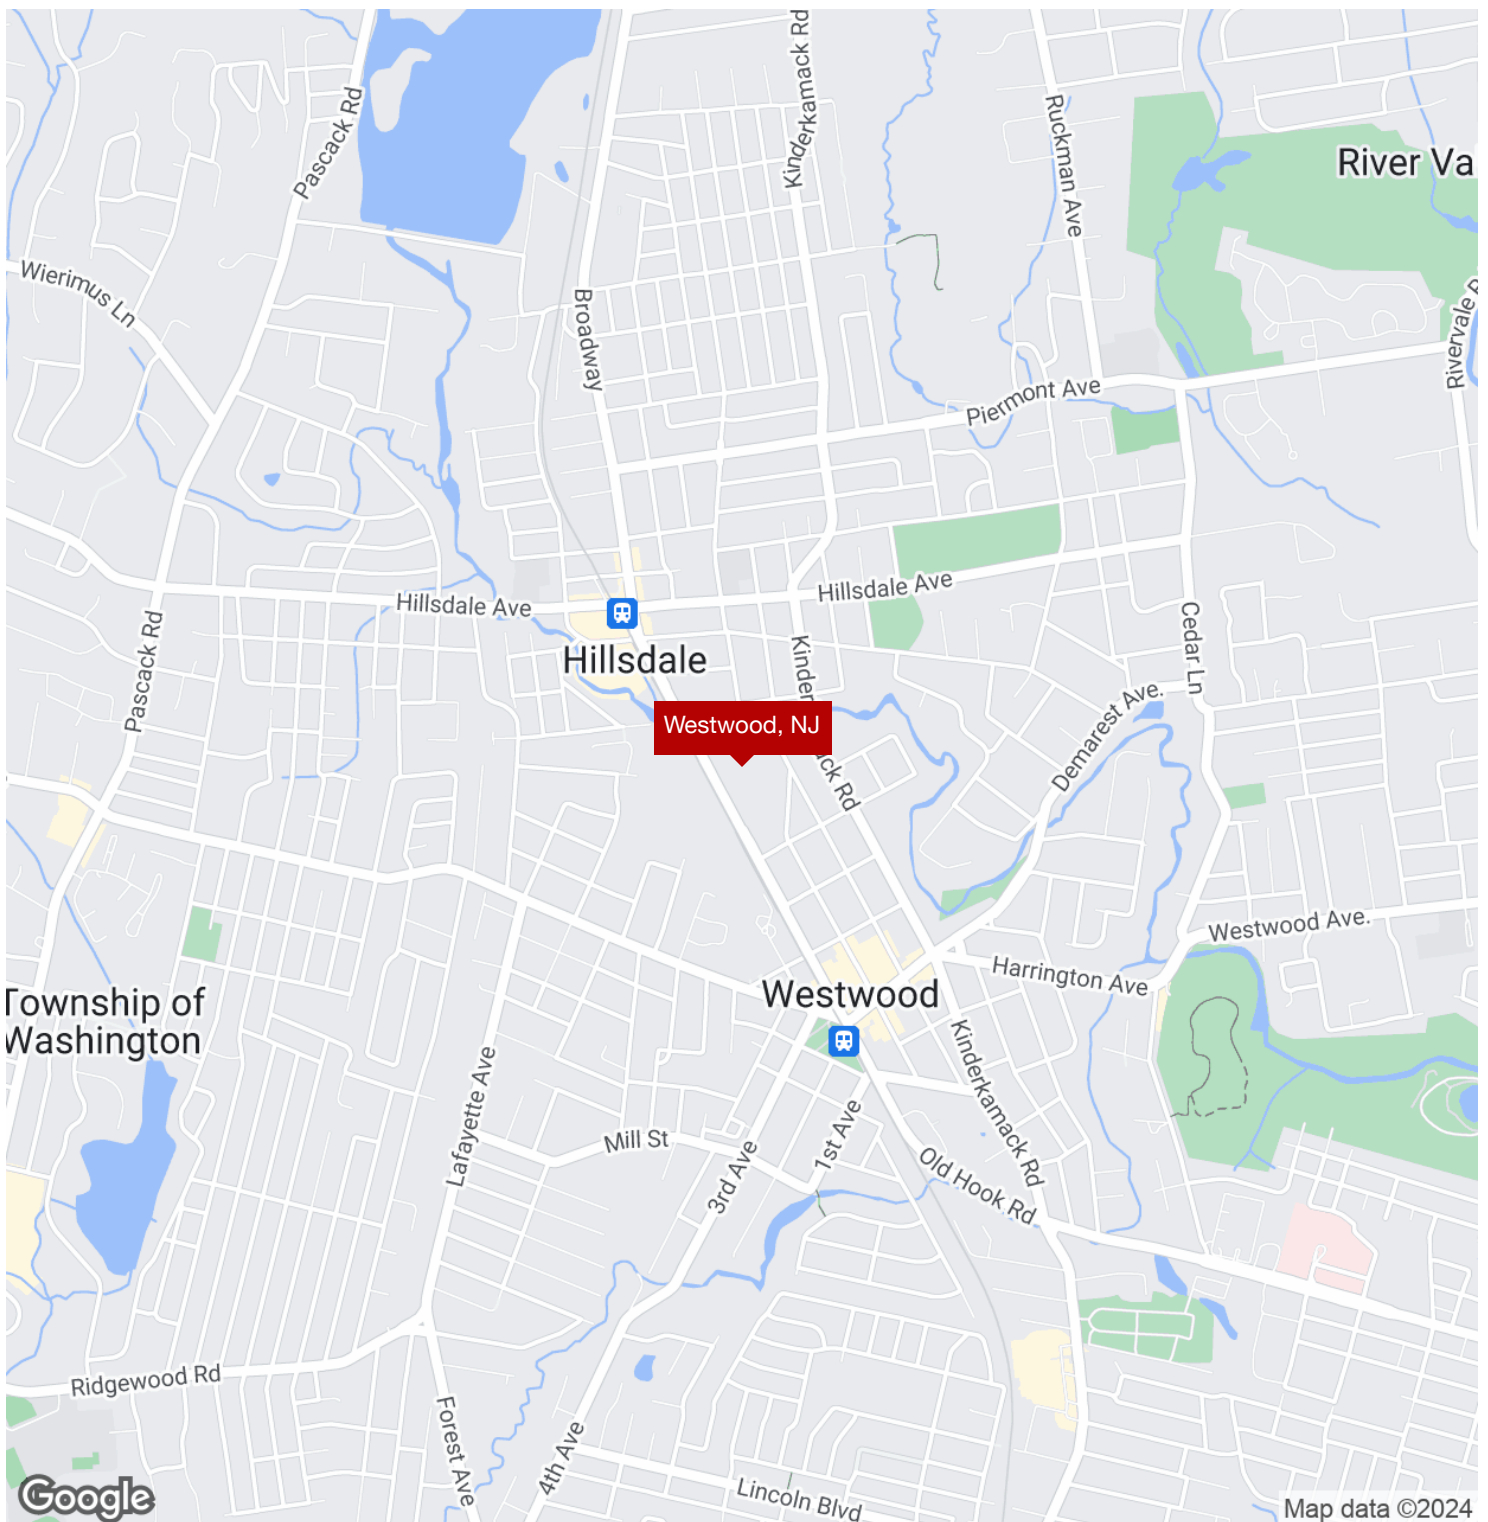 Kinderkamack Rd
Pascack Rd
Ruckman Ave
River Va
Wierimus Ln
Broadway
Rivervale R
Piermont Ave
Hillsdale Ave
Hillsdale Ave
Pascack Rd
Hillsdale
Cedar Ln
Kinder
Westwood, NJ
ck Rd
Demarest Ave.
Westwood Ave.
Harrington Ave
Township of
Washington
Westwood
Lafayette Ave
Kinderkamack Rd
Mill St
1st Ave
3rd Ave
Old Hook Rd
Ridgewood Rd
Forest Ave
4th Ave
Lincoln Blvd
Google
Map data ©2024